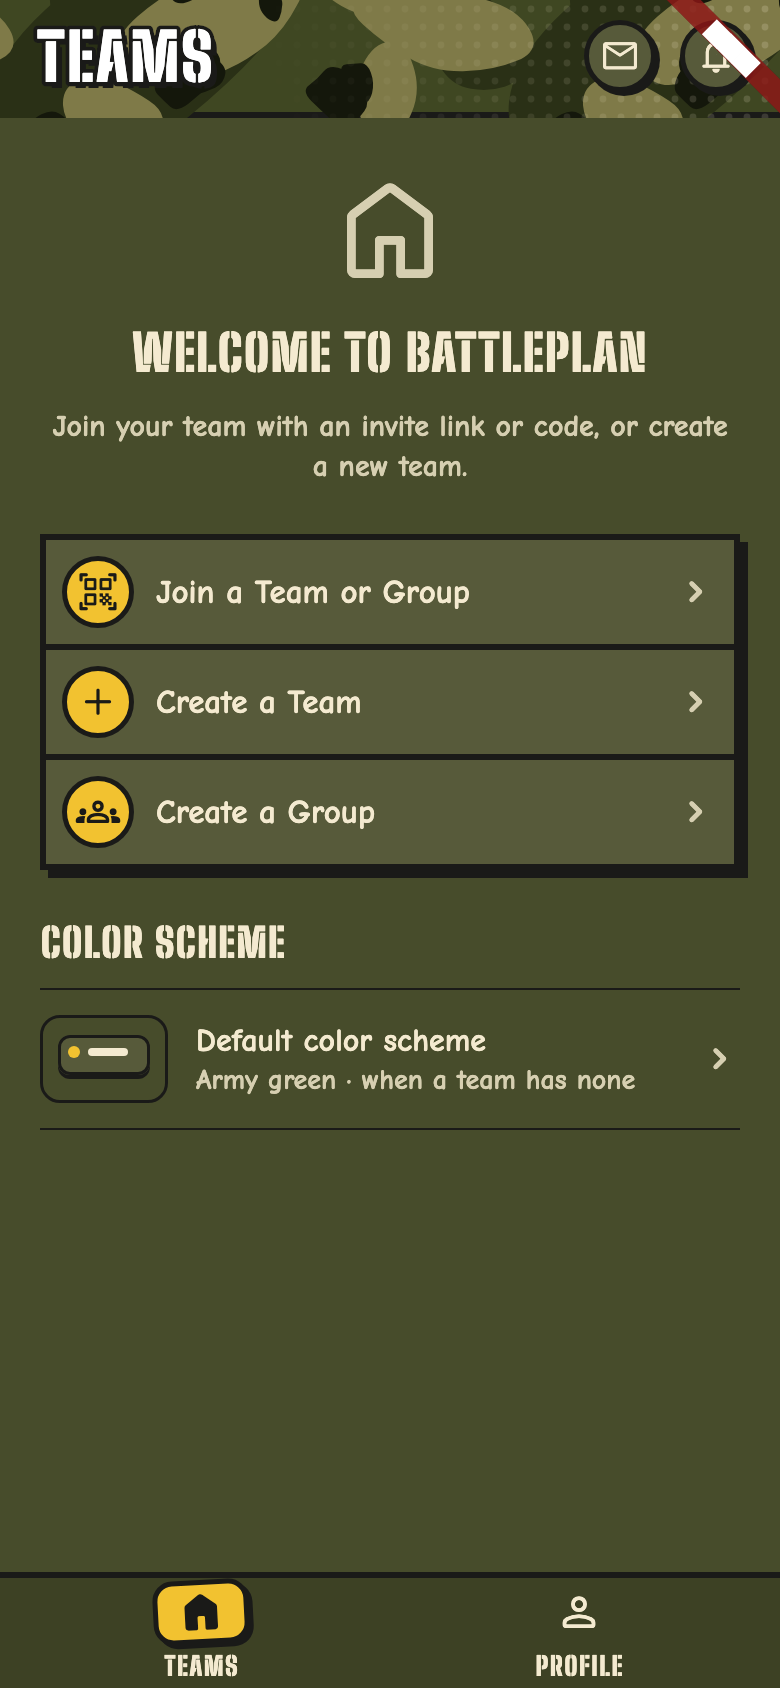 TEAMS
WELCOME TO BATTLEPLAN
Join your team with an invite link or code, or create
a new team.
Join a Team or Group
Create a Team
Create a Group
COLOR SCHEME
Default color scheme
Army green · when a team has none
TEAMS
PROFILE